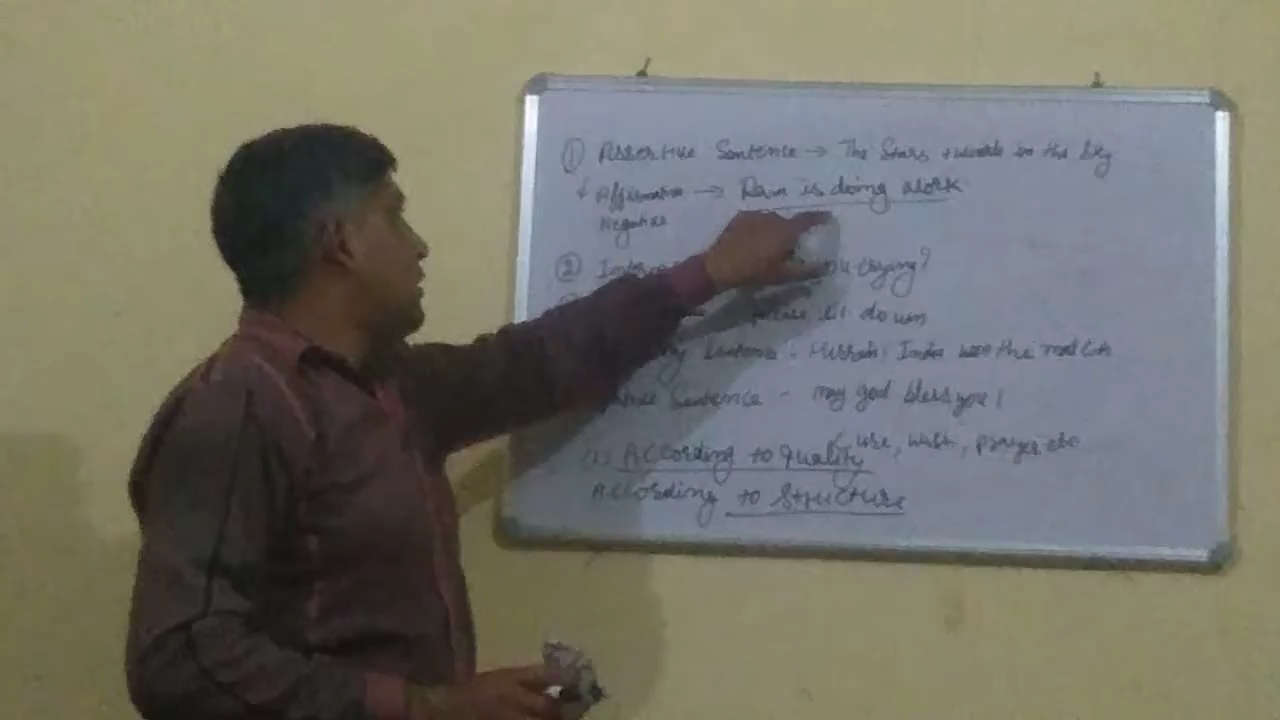 ① Assertive Sentence → The Stars in the Sky
Affirmative → Ram is doing work
Negative
② crying?
please sit down
Sentence - Hurrah! India won the match
Sentence - may god bless you!
use, wish, prayer etc
According to Quality
According to Structure